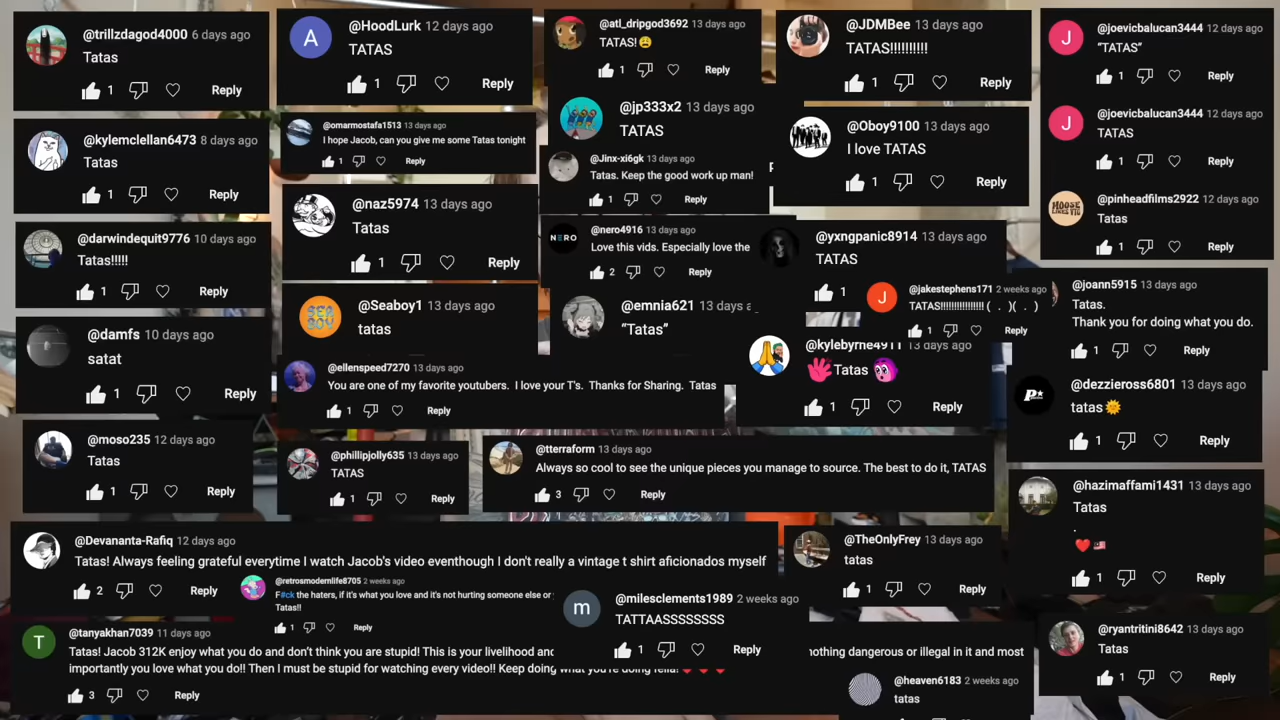 @trillzdagod4000 6 days ago
Tatas
1
Reply
@kylemclellan6473 8 days ago
Tatas
1
Reply
@darwindequit9776 10 days ago
Tatas!!!!!
1
Reply
@damfs 10 days ago
satat
1
Reply
@moso235 12 days ago
Tatas
1
Reply
A
@HoodLurk 12 days ago
TATAS
1
Reply
@omarmostafa1513 13 days ago
I hope Jacob, can you give me some Tatas tonight
1
Reply
@naz5974 13 days ago
Tatas
1
Reply
SEA
BOY
@Seaboy1 13 days ago
tatas
@ellenspeed7270 13 days ago
You are one of my favorite youtubers. I love your T's. Thanks for Sharing. Tatas
1
Reply
@phillipjolly635 13 days ago
TATAS
1
Reply
@atl_dripgod3692 13 days ago
TATAS!😩
1
Reply
@jp333x2 13 days ago
TATAS
@Jinx-xi6gk 13 days ago
Tatas. Keep the good work up man!
1
Reply
NERO
@nero4916 13 days ago
Love this vids. Especially love the
2
Reply
@emnia621 13 days a
“Tatas”
@tterraform 13 days ago
Always so cool to see the unique pieces you manage to source. The best to do it, TATAS
3
Reply
@JDMBee 13 days ago
TATAS!!!!!!!!!!
1
Reply
@Oboy9100 13 days ago
I love TATAS
1
Reply
@yxngpanic8914 13 days ago
TATAS
1
J
@jakestephens171 2 weeks ago
TATAS!!!!!!!!!!!!!!!!! ( . )( . )
1
Reply
@kylebyrne4911 13 days ago
Tatas
1
Reply
J
@joevicbalucan3444 12 days ago
“TATAS”
1
Reply
J
@joevicbalucan3444 12 days ago
TATAS
1
Reply
MOOSE
@pinheadfilms2922 12 days ago
Tatas
1
Reply
@joann5915 13 days ago
Tatas.
Thank you for doing what you do.
1
Reply
P
@dezzieross6801 13 days ago
tatas🌞
1
Reply
@hazimaffami1431 13 days ago
Tatas
.
❤️🇲🇾
1
Reply
@Devananta-Rafiq 12 days ago
Tatas! Always feeling grateful everytime I watch Jacob's video eventhough I don't really a vintage t shirt aficionados myself
2
Reply
@retrosmodernlife8705 2 weeks ago
F#ck the haters, if it's what you love and it's not hurting someone else or
Tatas!!
1
Reply
m
@milesclements1989 2 weeks ago
TATTAASSSSSSS
1
Reply
@TheOnlyFrey 13 days ago
tatas
1
Reply
T
@tanyakhan7039 11 days ago
Tatas! Jacob 312K enjoy what you do and don't think you are stupid! This is your livelihood and nothing dangerous or illegal in it and most
importantly you love what you do!! Then I must be stupid for watching every video!! Keep doing what you're doing fella!
3
Reply
@heaven6183 2 weeks ago
tatas
@ryantritini8642 13 days ago
Tatas
1
Reply